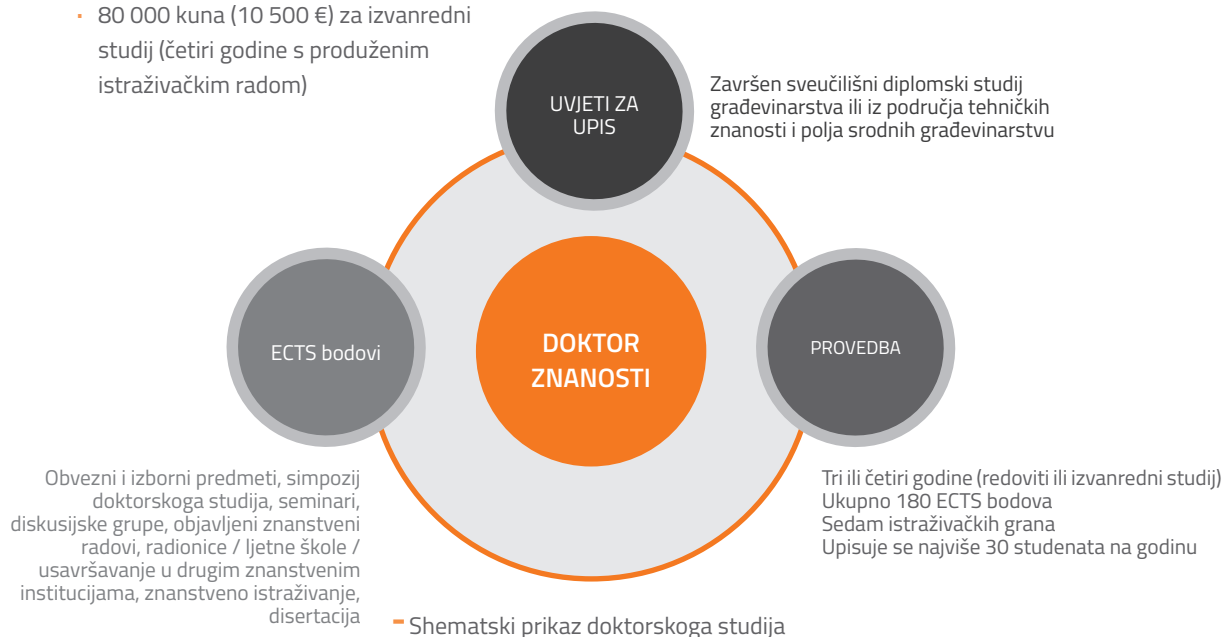 · 80 000 kuna (10 500 €) za izvanredni
studij (četiri godine s produženim
istraživačkim radom)
UVJETI ZA
UPIS
Završen sveučilišni diplomski studij
građevinarstva ili iz područja tehničkih
znanosti i polja srodnih građevinarstvu
ECTS bodovi
DOKTOR
ZNANOSTI
PROVEDBA
Obvezni i izborni predmeti, simpozij
doktorskoga studija, seminari,
diskusijske grupe, objavljeni znanstveni
radovi, radionice / ljetne škole /
usavršavanje u drugim znanstvenim
institucijama, znanstveno istraživanje,
disertacija
Tri ili četiri godine (redoviti ili izvanredni studij)
Ukupno 180 ECTS bodova
Sedam istraživačkih grana
Upisuje se najviše 30 studenata na godinu
- Shematski prikaz doktorskoga studija